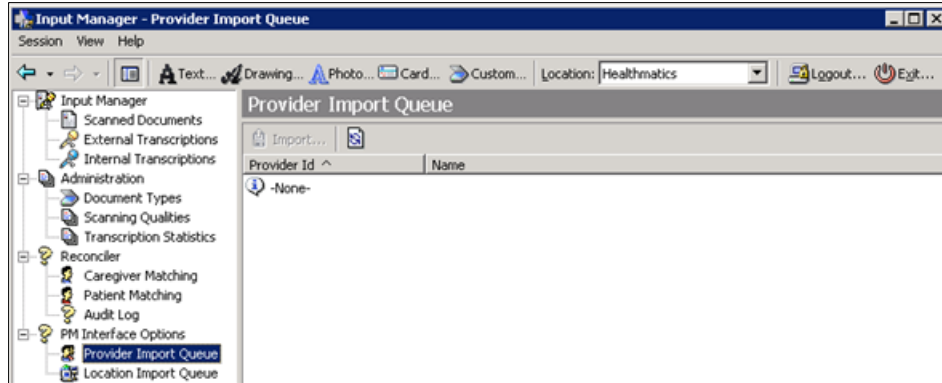 Input Manager - Provider Import Queue
Session View Help
Text... Drawing... Photo... Card... Custom... Location: Healthmatics Logout... Exit...
Input Manager
Scanned Documents
External Transcriptions
Internal Transcriptions
Administration
Document Types
Scanning Qualities
Transcription Statistics
Reconciler
Caregiver Matching
Patient Matching
Audit Log
PM Interface Options
Provider Import Queue
Location Import Queue
Provider Import Queue
Import...
Provider Id Name
-None-